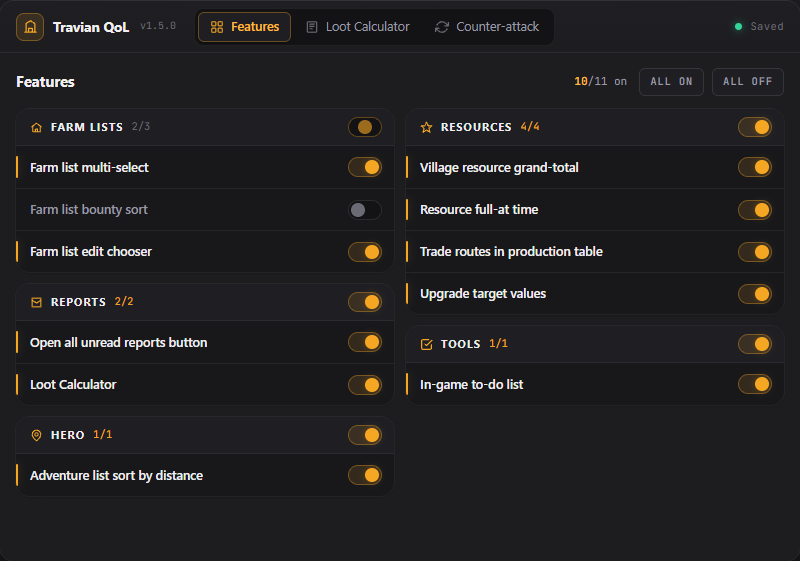 Travian QoL v1.5.0 Features Loot Calculator Counter-attack Saved
Features 10/11 on ALL ON ALL OFF
FARM LISTS 2/3
Farm list multi-select
Farm list bounty sort
Farm list edit chooser
REPORTS 2/2
Open all unread reports button
Loot Calculator
HERO 1/1
Adventure list sort by distance
RESOURCES 4/4
Village resource grand-total
Resource full-at time
Trade routes in production table
Upgrade target values
TOOLS 1/1
In-game to-do list